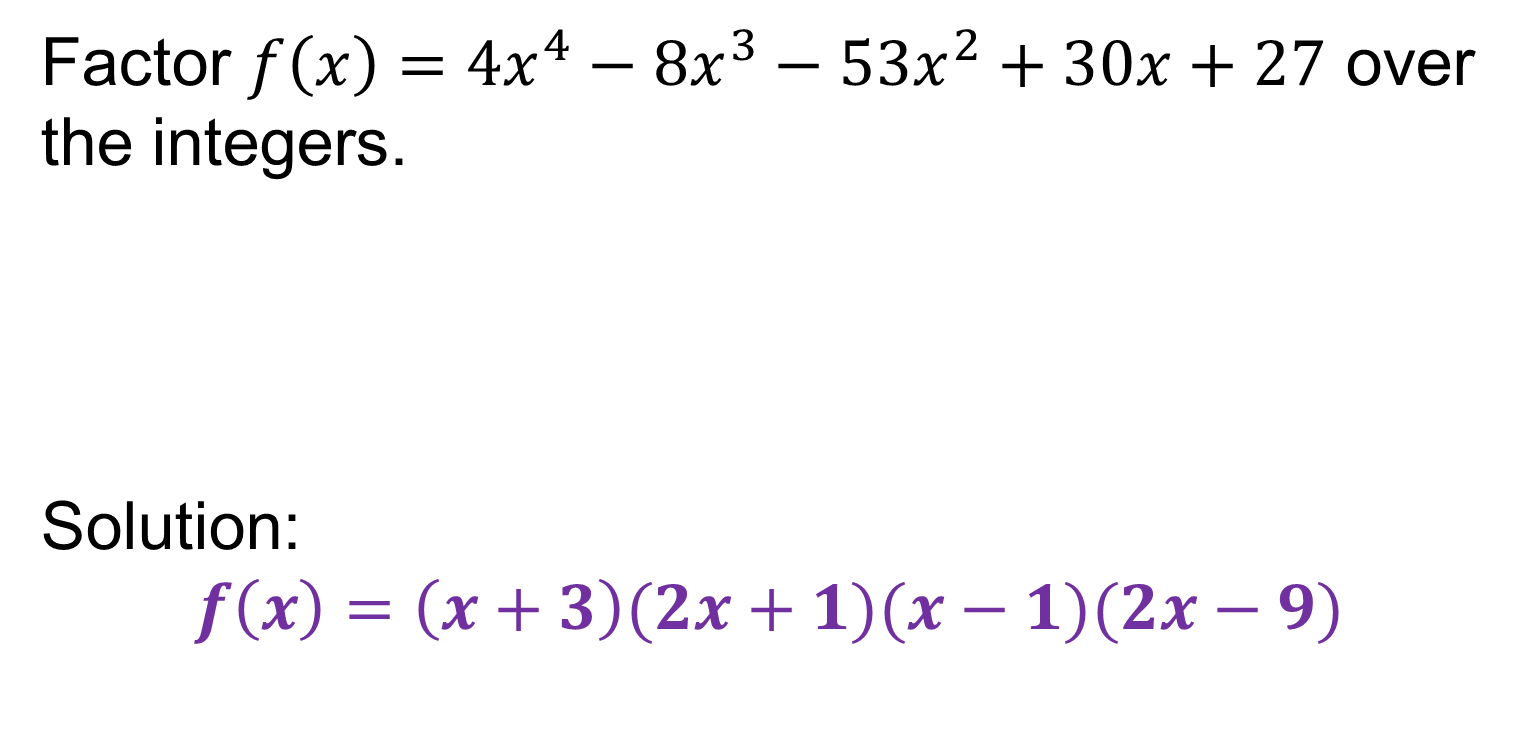 Factor f(x) = 4x⁴ − 8x³ − 53x² + 30x + 27 over
the integers.
Solution:
f(x) = (x + 3)(2x + 1)(x − 1)(2x − 9)